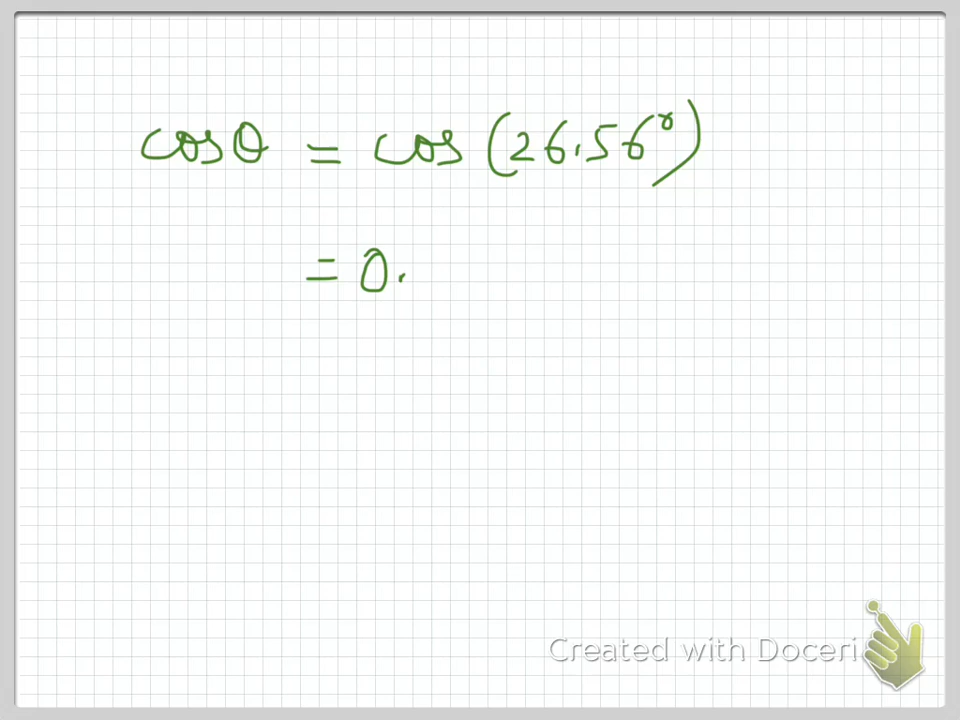 cosθ = cos(26.56°)
= 0.
Created with Doceri